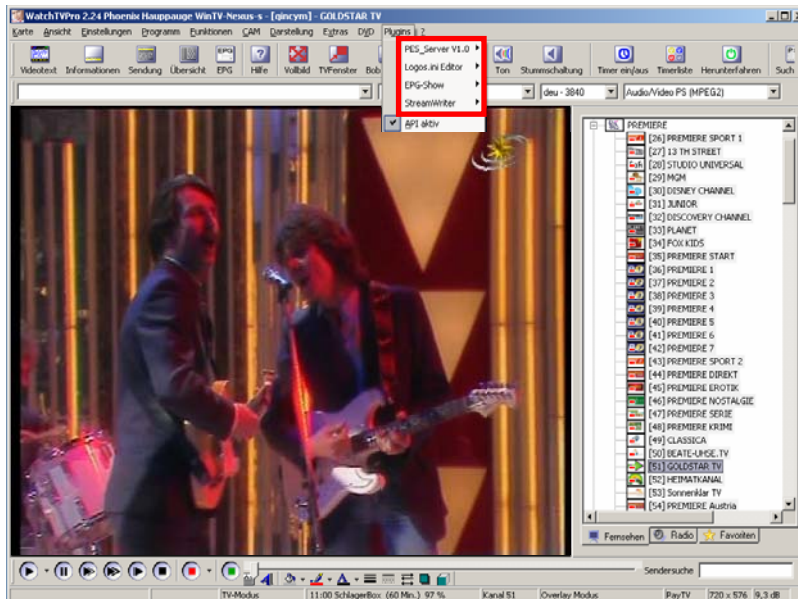 WatchTVPro 2.24 Phoenix Hauppauge WinTV-Nexus-s - [gincym] - GOLDSTAR TV
Karte Ansicht Einstellungen Programm Funktionen CAM Darstellung Extras DVD Plugins ?
PES_Server V1.0
Logos.ini Editor
EPG-Show
StreamWriter
API aktiv
EPG
Videotext Informationen Sendung Übersicht EPG Hilfe Vollbild TVFenster Bob Ton Stummschaltung Timer ein/aus Timerliste Herunterfahren Such
deu - 3840 Audio/Video PS (MPEG2)
PREMIERE
[26] PREMIERE SPORT 1
[27] 13 TH STREET
[28] STUDIO UNIVERSAL
[29] MGM
[30] DISNEY CHANNEL
[31] JUNIOR
[32] DISCOVERY CHANNEL
[33] PLANET
[34] FOX KIDS
[35] PREMIERE START
[36] PREMIERE 1
[37] PREMIERE 2
[38] PREMIERE 3
[39] PREMIERE 4
[40] PREMIERE 5
[41] PREMIERE 6
[42] PREMIERE 7
[43] PREMIERE SPORT 2
[44] PREMIERE DIREKT
[45] PREMIERE EROTIK
[46] PREMIERE NOSTALGIE
[47] PREMIERE SERIE
[48] PREMIERE KRIMI
[49] CLASSICA
[50] BEATE-UHSE.TV
[51] GOLDSTAR TV
[52] HEIMATKANAL
[53] Sonnenklar TV
[54] PREMIERE Austria
Fernsehen Radio Favoriten
Sendersuche
TV-Modus 11:00 SchlagerBox (60 Min.) 97 % Kanal 51 Overlay Modus PayTV 720 x 576 9,3 dB